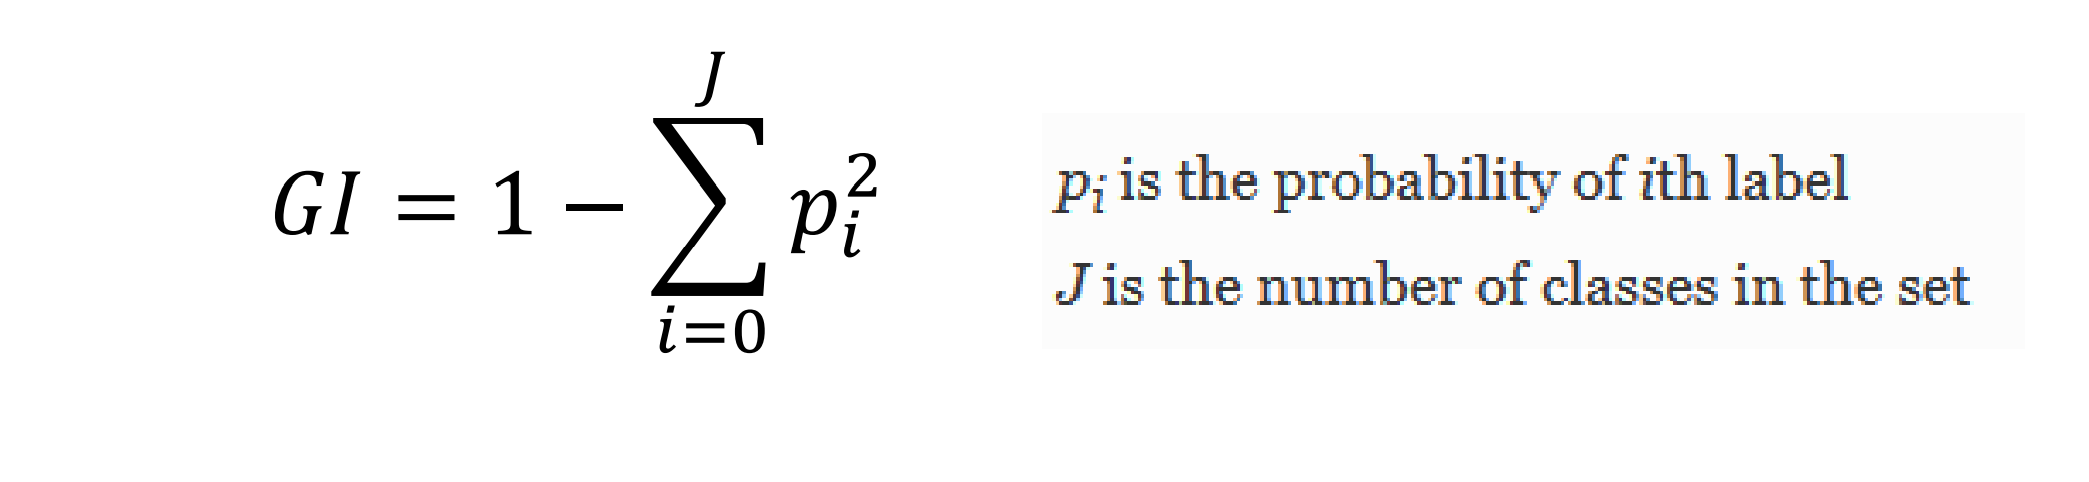 GI = 1 − ∑_{i=0}^{J} p_i^2
p_i is the probability of ith label
J is the number of classes in the set